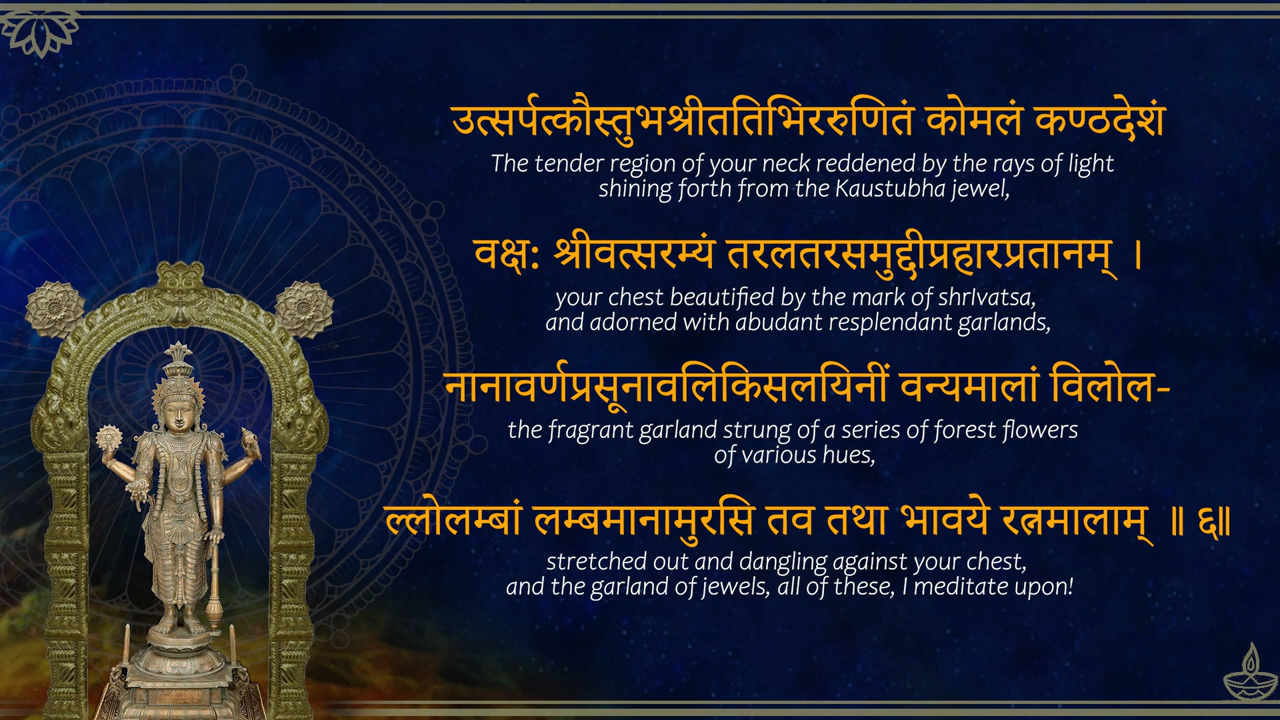 उत्सर्पत्कौस्तुभश्रीततिभिररुणितं कोमलं कण्ठदेशं
The tender region of your neck reddened by the rays of light
shining forth from the Kaustubha jewel,
वक्ष: श्रीवत्सरम्यं तरलतरसमुद्दीप्रहारप्रतानम् ।
your chest beautified by the mark of shrIvatsa,
and adorned with abudant resplendant garlands,
नानावर्णप्रसूनावलिकिसलयिनीं वन्यमालां विलोल-
the fragrant garland strung of a series of forest flowers
of various hues,
ल्लोलम्बां लम्बमानामुरसि तव तथा भावये रत्नमालाम् ॥ ६॥
stretched out and dangling against your chest,
and the garland of jewels, all of these, I meditate upon!